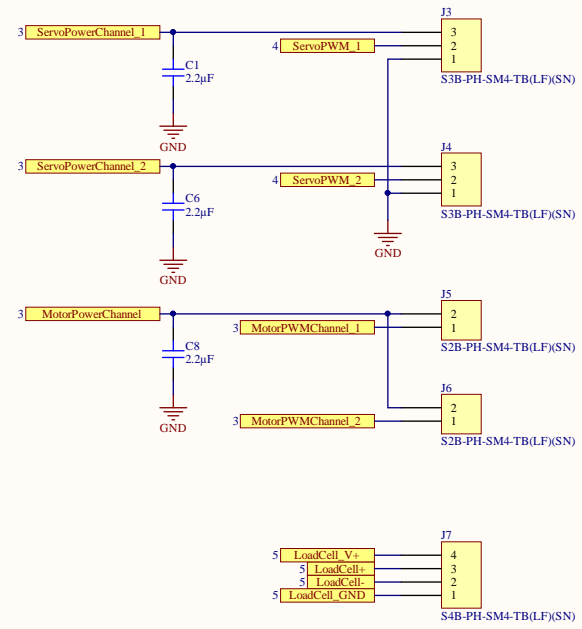 J3
3 ServoPowerChannel_1
3
4 ServoPWM_1
2
1
C1
2.2µF
S3B-PH-SM4-TB(LF)(SN)
GND
J4
3 ServoPowerChannel_2
3
4 ServoPWM_2
2
1
C6
2.2µF
S3B-PH-SM4-TB(LF)(SN)
GND
GND
J5
3 MotorPowerChannel
2
3 MotorPWMChannel_1
1
C8
2.2µF
S2B-PH-SM4-TB(LF)(SN)
J6
2
GND
3 MotorPWMChannel_2
1
S2B-PH-SM4-TB(LF)(SN)
J7
5 LoadCell_V+
4
5 LoadCell+
3
5 LoadCell-
2
5 LoadCell_GND
1
S4B-PH-SM4-TB(LF)(SN)